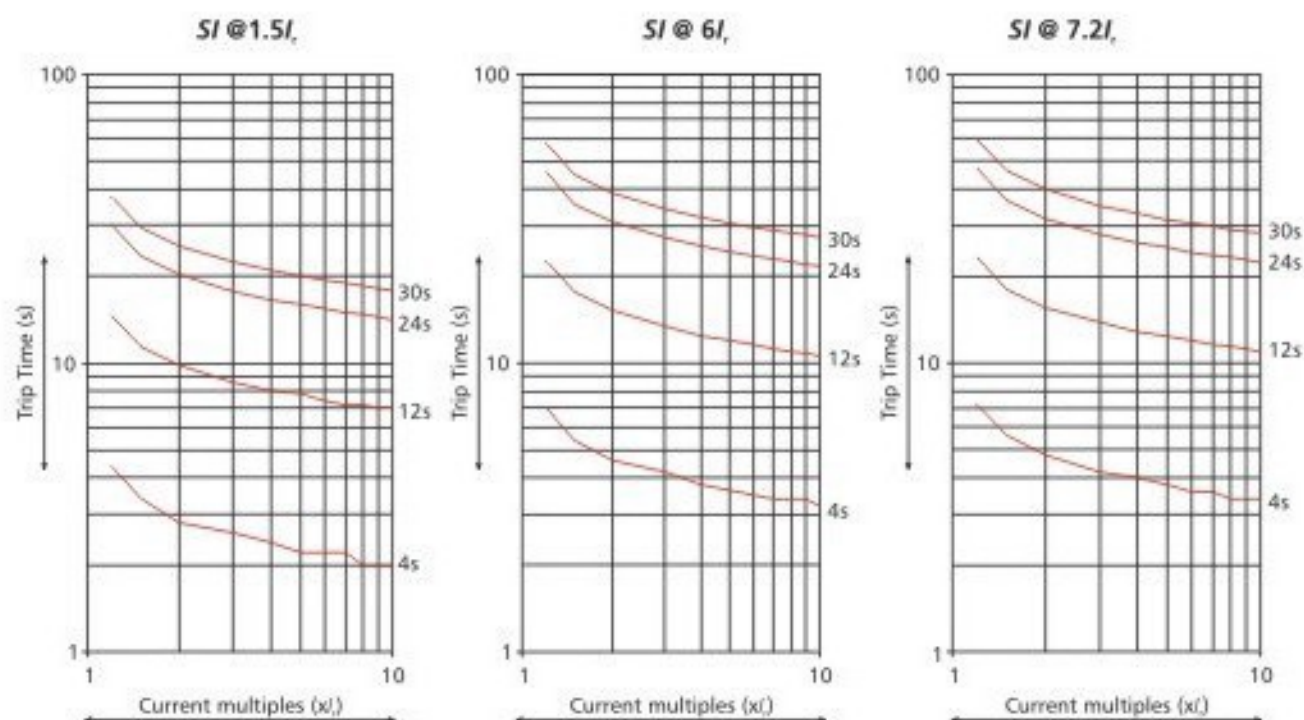 SI @1.5Ir
100
10
1
Trip Time (s)
30s
24s
12s
4s
1
10
Current multiples (xIr)
SI @ 6Ir
100
10
1
Trip Time (s)
30s
24s
12s
4s
1
10
Current multiples (xIr)
SI @ 7.2Ir
100
10
1
Trip Time (s)
30s
24s
12s
4s
1
10
Current multiples (xIr)